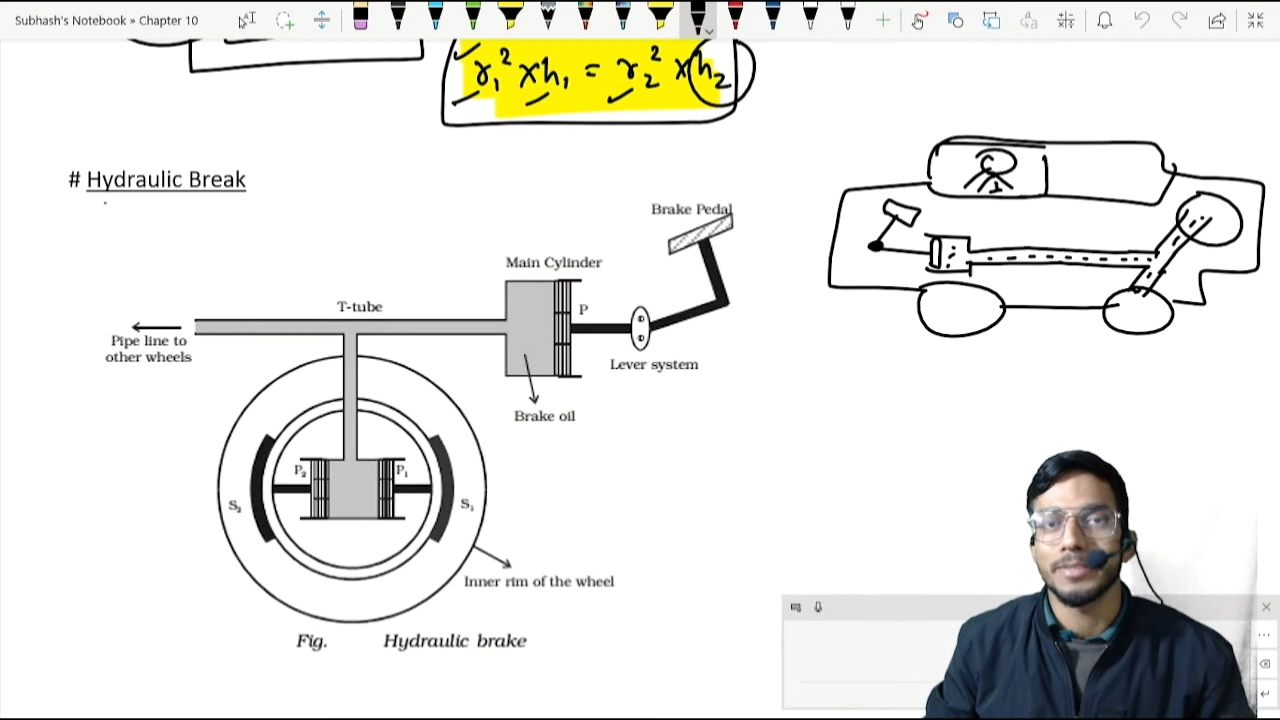 Subhash's Notebook » Chapter 10
r₁² × h₁ = r₂² × h₂
# Hydraulic Break
Brake Pedal
Main Cylinder
T-tube
P
Pipe line to
other wheels
Lever system
Brake oil
P₂
P₁
S₂
S₁
Inner rim of the wheel
Fig. Hydraulic brake